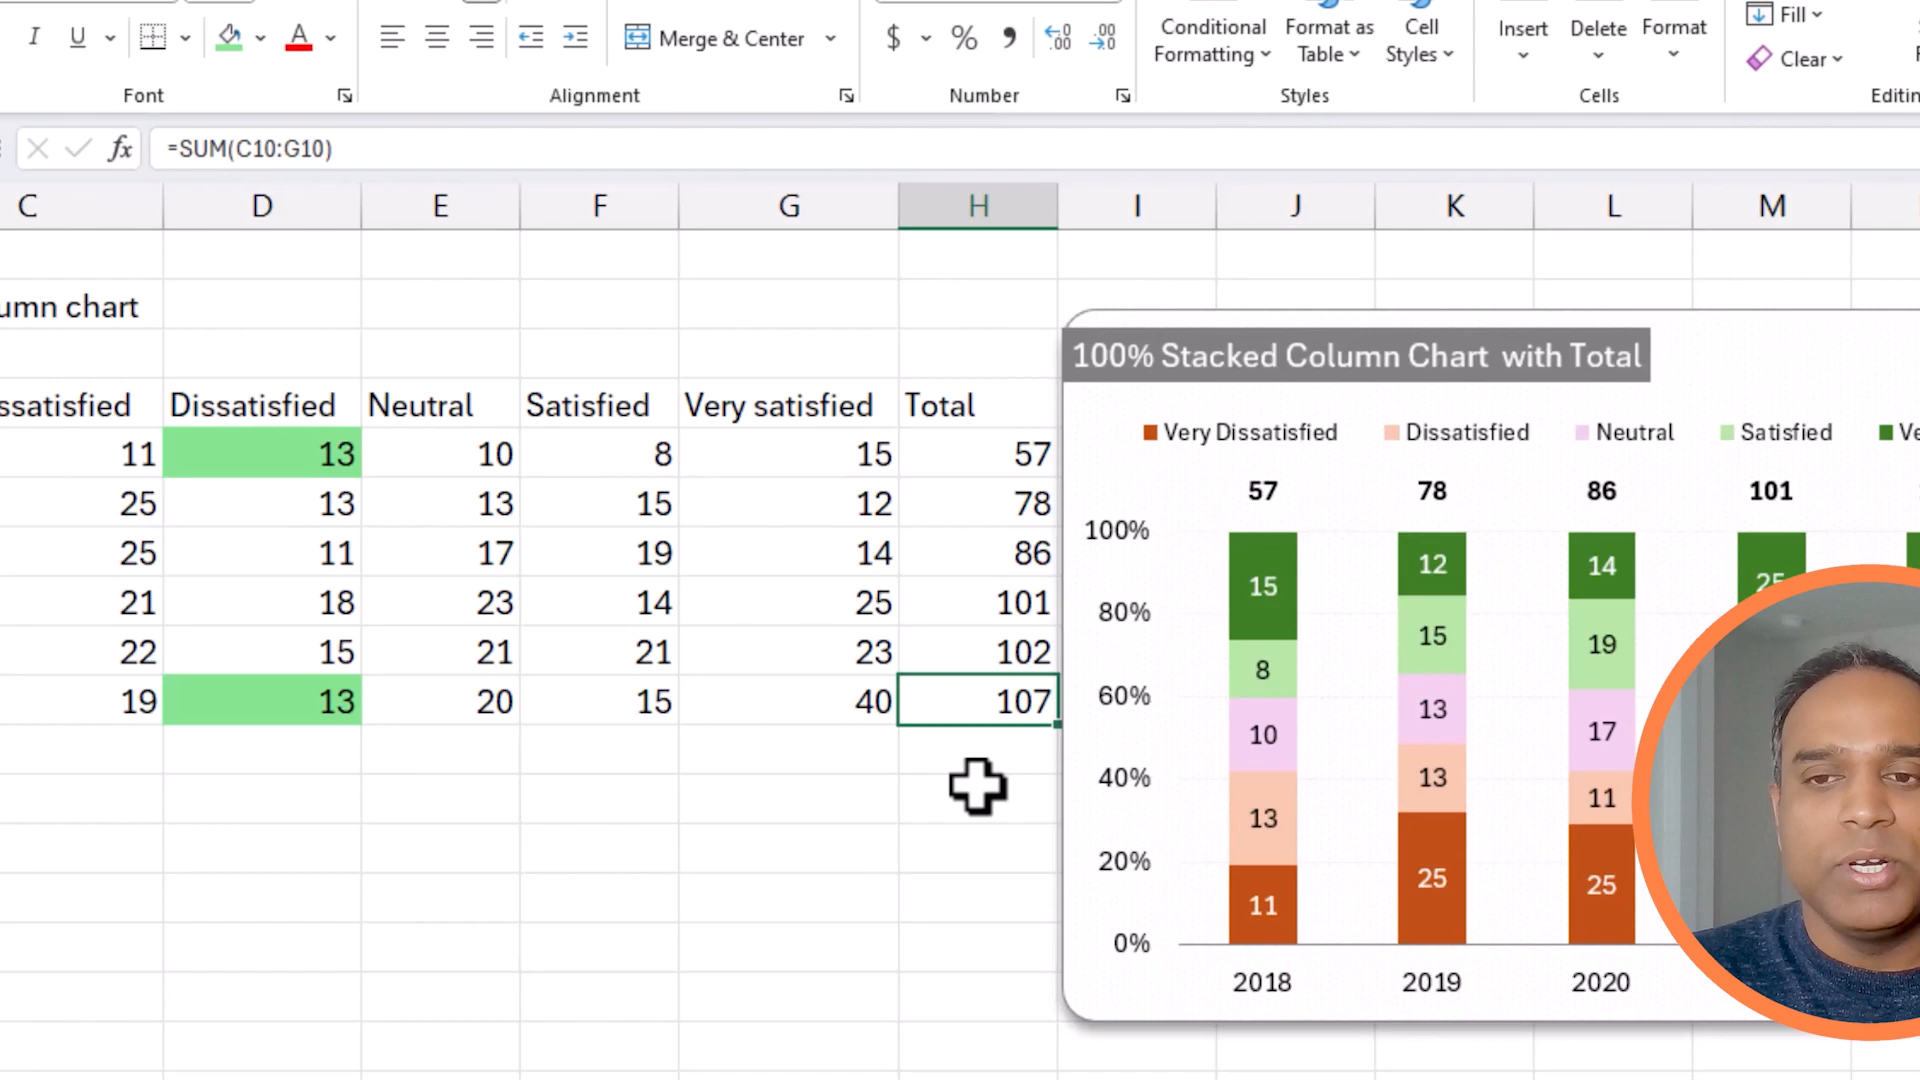 I U A Merge & Center $ % 9 .00 .00 Conditional Formatting Format as Table Cell Styles Insert Delete Format Fill
Clear
Font Alignment Number Styles Cells Editin
fx =SUM(C10:G10)
C D E F G H I J K L M
umn chart
ssatisfied Dissatisfied Neutral Satisfied Very satisfied Total
11 13 10 8 15 57
25 13 13 15 12 78
25 11 17 19 14 86
21 18 23 14 25 101
22 15 21 21 23 102
19 13 20 15 40 107
100% Stacked Column Chart with Total
Very Dissatisfied Dissatisfied Neutral Satisfied Ve
57 78 86 101
100%
80%
60%
40%
20%
0%
15 8 10 13 11
12 15 13 13 25
14 19 17 11 25
25
2018 2019 2020